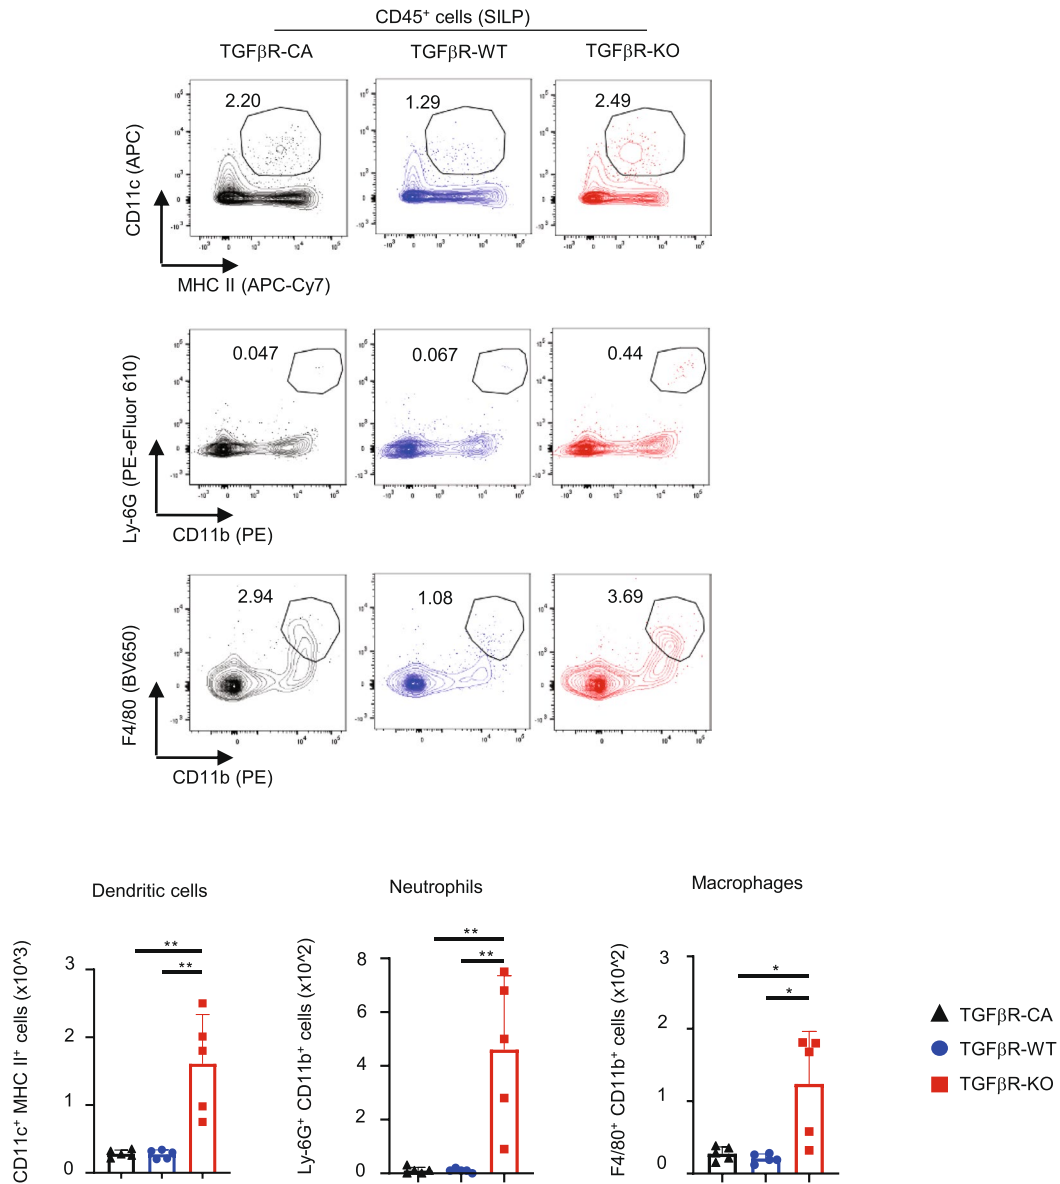 CD45⁺ cells (SILP)
TGFβR-CA
TGFβR-WT
TGFβR-KO
2.20
1.29
2.49
CD11c (APC)
MHC II (APC-Cy7)
0.047
0.067
0.44
Ly-6G (PE-eFluor 610)
CD11b (PE)
2.94
1.08
3.69
F4/80 (BV650)
CD11b (PE)
Dendritic cells
Neutrophils
Macrophages
CD11c⁺ MHC II⁺ cells (x10^3)
3
2
1
0
**
**
Ly-6G⁺ CD11b⁺ cells (x10^2)
8
6
4
2
0
**
**
F4/80⁺ CD11b⁺ cells (x10^2)
3
2
1
0
*
*
TGFβR-CA
TGFβR-WT
TGFβR-KO